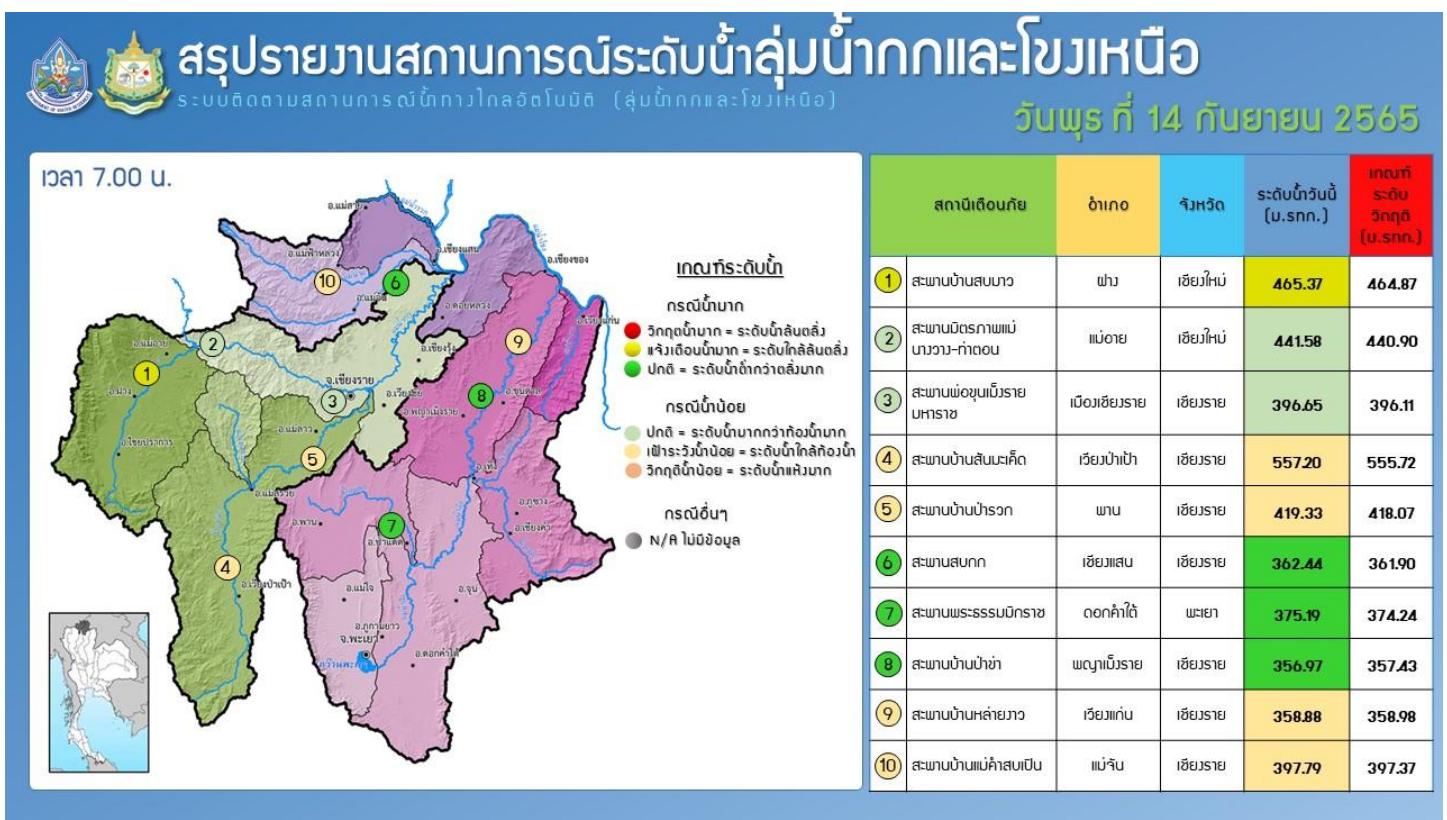 สรุปรายงานสถานการณ์ระดับน้ำลุ่มน้ำกกและโขงเหนือ
ระบบติดตามสถานการณ์น้ำทางไกลอัตโนมัติ (ลุ่มน้ำกกและโขงเหนือ)
วันพุธ ที่ 14 กันยายน 2565
เวลา 7.00 น.
อ.แม่สาย
อ.เชียงแสน
อ.แม่ฟ้าหลวง
อ.เชียงของ
10
6
อ.แม่จัน
อ.ดอยหลวง
อ.เวียงแก่น
9
อ.แม่อาย
2
อ.เชียงรุ้ง
1
จ.เชียงราย
8
อ.ขุนตาล
อ.ฝาง
3
อ.เวียงชัย
อ.พญาเม็งราย
อ.แม่ลาว
อ.ไชยปราการ
5
อ.เทิง
อ.แม่สรวย
อ.พาน
7
อ.ภูซาง
อ.เชียงคำ
อ.ป่าแดด
4
อ.เวียงป่าเป้า
อ.แม่ใจ
อ.จุน
อ.ภูกามยาว
จ.พะเยา
อ.ดอกคำใต้
กว๊านพะเยา
เกณฑ์ระดับน้ำ
กรณีน้ำมาก
วิกฤตน้ำมาก = ระดับน้ำล้นตลิ่ง
แจ้งเตือนน้ำมาก = ระดับใกล้ล้นตลิ่ง
ปกติ = ระดับน้ำต่ำกว่าตลิ่งมาก
กรณีน้ำน้อย
ปกติ = ระดับน้ำมากกว่าท้องน้ำมาก
เฝ้าระวังน้ำน้อย = ระดับน้ำใกล้ท้องน้ำ
วิกฤติน้ำน้อย = ระดับน้ำแห้งมาก
กรณีอื่นๆ
N/A ไม่มีข้อมูล
สถานีเตือนภัย อำเภอ จังหวัด ระดับน้ำวันนี้ (ม.รทก.) เกณฑ์ระดับวิกฤติ (ม.รทก.)
1 สะพานบ้านสบมาว ฝาง เชียงใหม่ 465.37 464.87
2 สะพานมิตรภาพแม่นางวาง-ท่าตอน แม่อาย เชียงใหม่ 441.58 440.90
3 สะพานพ่อขุนเม็งรายมหาราช เมืองเชียงราย เชียงราย 396.65 396.11
4 สะพานบ้านสันมะเค็ด เวียงป่าเป้า เชียงราย 557.20 555.72
5 สะพานบ้านป่ารวก พาน เชียงราย 419.33 418.07
6 สะพานสบกก เชียงแสน เชียงราย 362.44 361.90
7 สะพานพระธรรมมิกราช ดอกคำใต้ พะเยา 375.19 374.24
8 สะพานบ้านป่าข่า พญาเม็งราย เชียงราย 356.97 357.43
9 สะพานบ้านหล่ายงาว เวียงแก่น เชียงราย 358.88 358.98
10 สะพานบ้านแม่คำสบเปิน แม่จัน เชียงราย 397.79 397.37